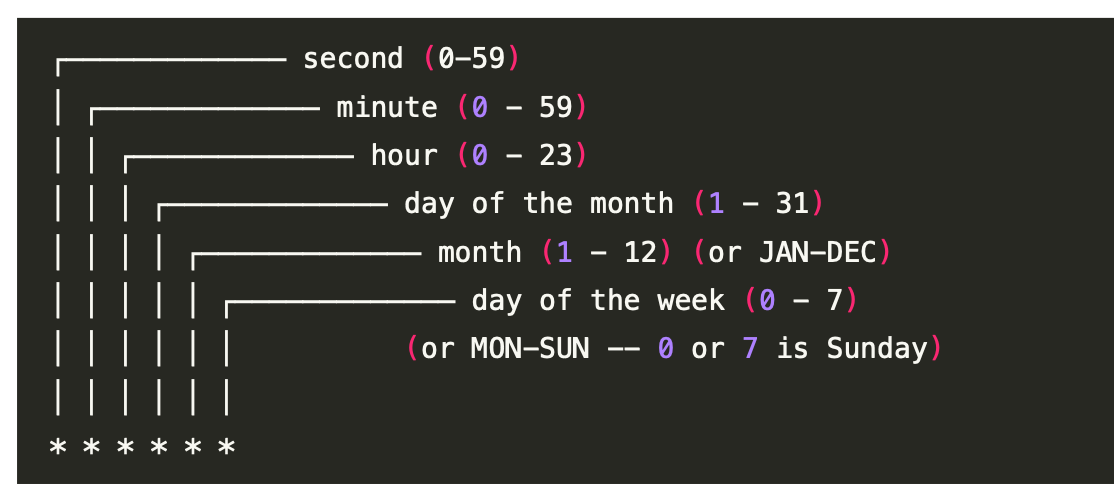 ┌───────────── second (0-59)
│ ┌───────────── minute (0 - 59)
│ │ ┌───────────── hour (0 - 23)
│ │ │ ┌───────────── day of the month (1 - 31)
│ │ │ │ ┌───────────── month (1 - 12) (or JAN-DEC)
│ │ │ │ │ ┌───────────── day of the week (0 - 7)
│ │ │ │ │ │          (or MON-SUN -- 0 or 7 is Sunday)
│ │ │ │ │ │
* * * * * *